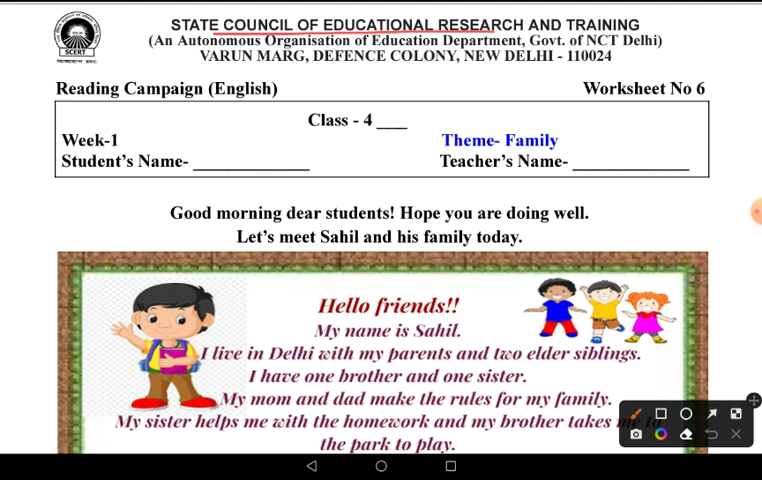 STATE COUNCIL OF EDUCATIONAL RESEARCH AND TRAINING
(An Autonomous Organisation of Education Department, Govt. of NCT Delhi)
VARUN MARG, DEFENCE COLONY, NEW DELHI - 110024
SCERT
Reading Campaign (English) Worksheet No 6
Class - 4 ____
Week-1 Theme- Family
Student's Name- _____________ Teacher's Name- _____________
Good morning dear students! Hope you are doing well.
Let's meet Sahil and his family today.
Hello friends!!
My name is Sahil.
I live in Delhi with my parents and two elder siblings.
I have one brother and one sister.
My mom and dad make the rules for my family.
My sister helps me with the homework and my brother takes me to
the park to play.